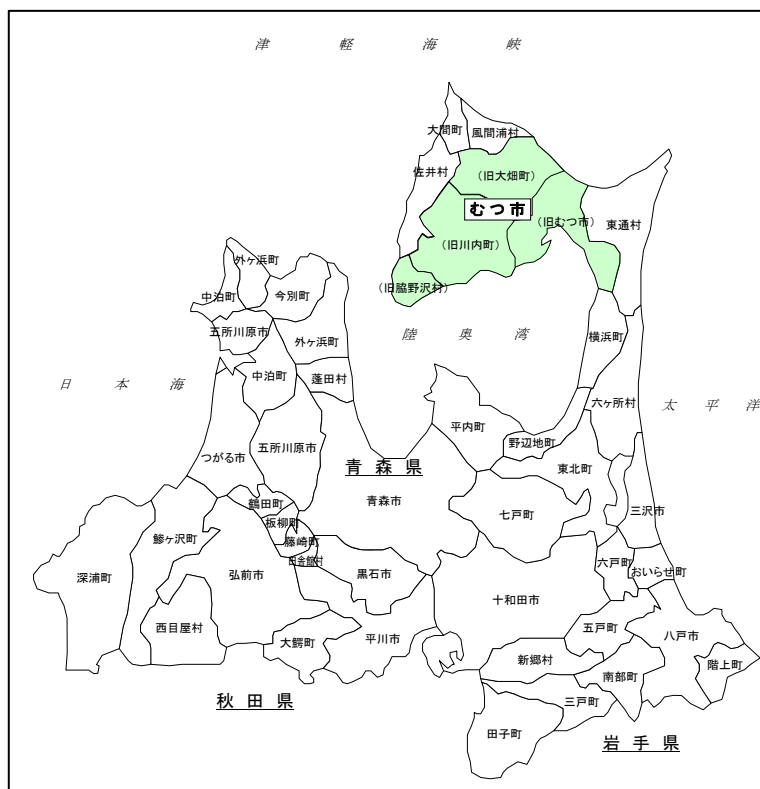 津軽海峡
大間町
風間浦村
佐井村
（旧大畑町）
むつ市
（旧むつ市）
東通村
（旧川内町）
外ヶ浜町
（旧脇野沢村）
中泊町
今別町
五所川原市
外ヶ浜町
陸奥湾
横浜町
日本海
中泊町
蓬田村
六ヶ所村
太平洋
平内町
野辺地町
つがる市
五所川原市
青森県
東北町
青森市
鶴田町
七戸町
三沢市
板柳町
鰺ヶ沢町
藤崎町
田舎館村
深浦町
弘前市
黒石市
六戸町
おいらせ町
十和田市
西目屋村
大鰐町
平川市
五戸町
八戸市
新郷村
階上町
南部町
秋田県
三戸町
田子町
岩手県